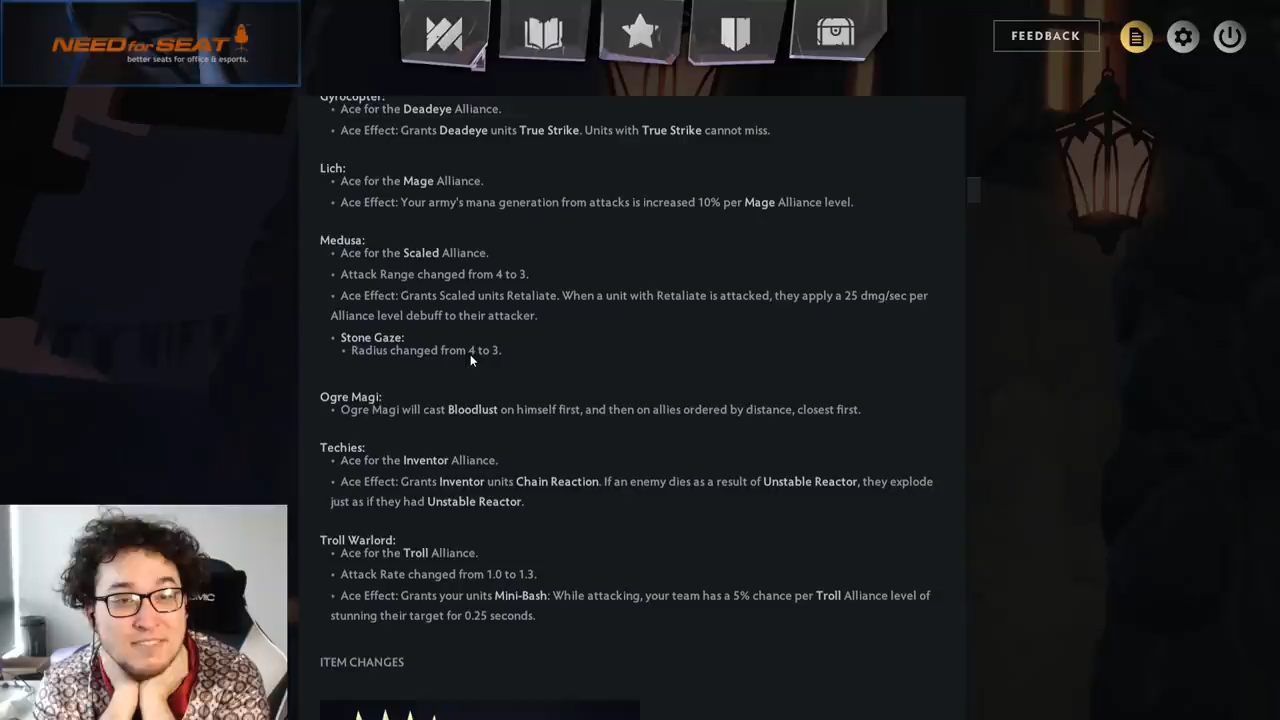 NEED for SEAT
better seats for office & esports.
FEEDBACK
Gyrocopter:
• Ace for the Deadeye Alliance.
• Ace Effect: Grants Deadeye units True Strike. Units with True Strike cannot miss.
Lich:
• Ace for the Mage Alliance.
• Ace Effect: Your army's mana generation from attacks is increased 10% per Mage Alliance level.
Medusa:
• Ace for the Scaled Alliance.
• Attack Range changed from 4 to 3.
• Ace Effect: Grants Scaled units Retaliate. When a unit with Retaliate is attacked, they apply a 25 dmg/sec per
Alliance level debuff to their attacker.
• Stone Gaze:
• Radius changed from 4 to 3.
Ogre Magi:
• Ogre Magi will cast Bloodlust on himself first, and then on allies ordered by distance, closest first.
Techies:
• Ace for the Inventor Alliance.
• Ace Effect: Grants Inventor units Chain Reaction. If an enemy dies as a result of Unstable Reactor, they explode
just as if they had Unstable Reactor.
Troll Warlord:
• Ace for the Troll Alliance.
• Attack Rate changed from 1.0 to 1.3.
• Ace Effect: Grants your units Mini-Bash: While attacking, your team has a 5% chance per Troll Alliance level of
stunning their target for 0.25 seconds.
ITEM CHANGES